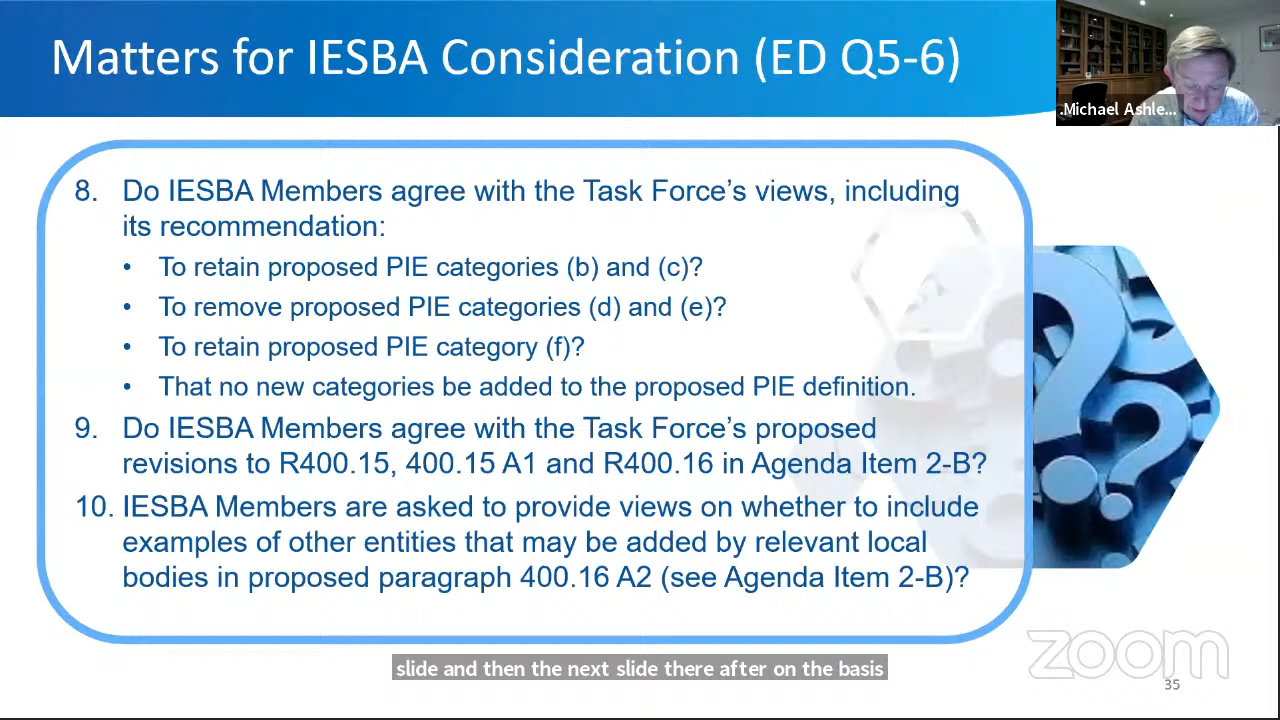 Matters for IESBA Consideration (ED Q5-6)
.Michael Ashle...
8. Do IESBA Members agree with the Task Force's views, including
its recommendation:
• To retain proposed PIE categories (b) and (c)?
• To remove proposed PIE categories (d) and (e)?
• To retain proposed PIE category (f)?
• That no new categories be added to the proposed PIE definition.
9. Do IESBA Members agree with the Task Force's proposed
revisions to R400.15, 400.15 A1 and R400.16 in Agenda Item 2-B?
10. IESBA Members are asked to provide views on whether to include
examples of other entities that may be added by relevant local
bodies in proposed paragraph 400.16 A2 (see Agenda Item 2-B)?
slide and then the next slide there after on the basis
zoom
35